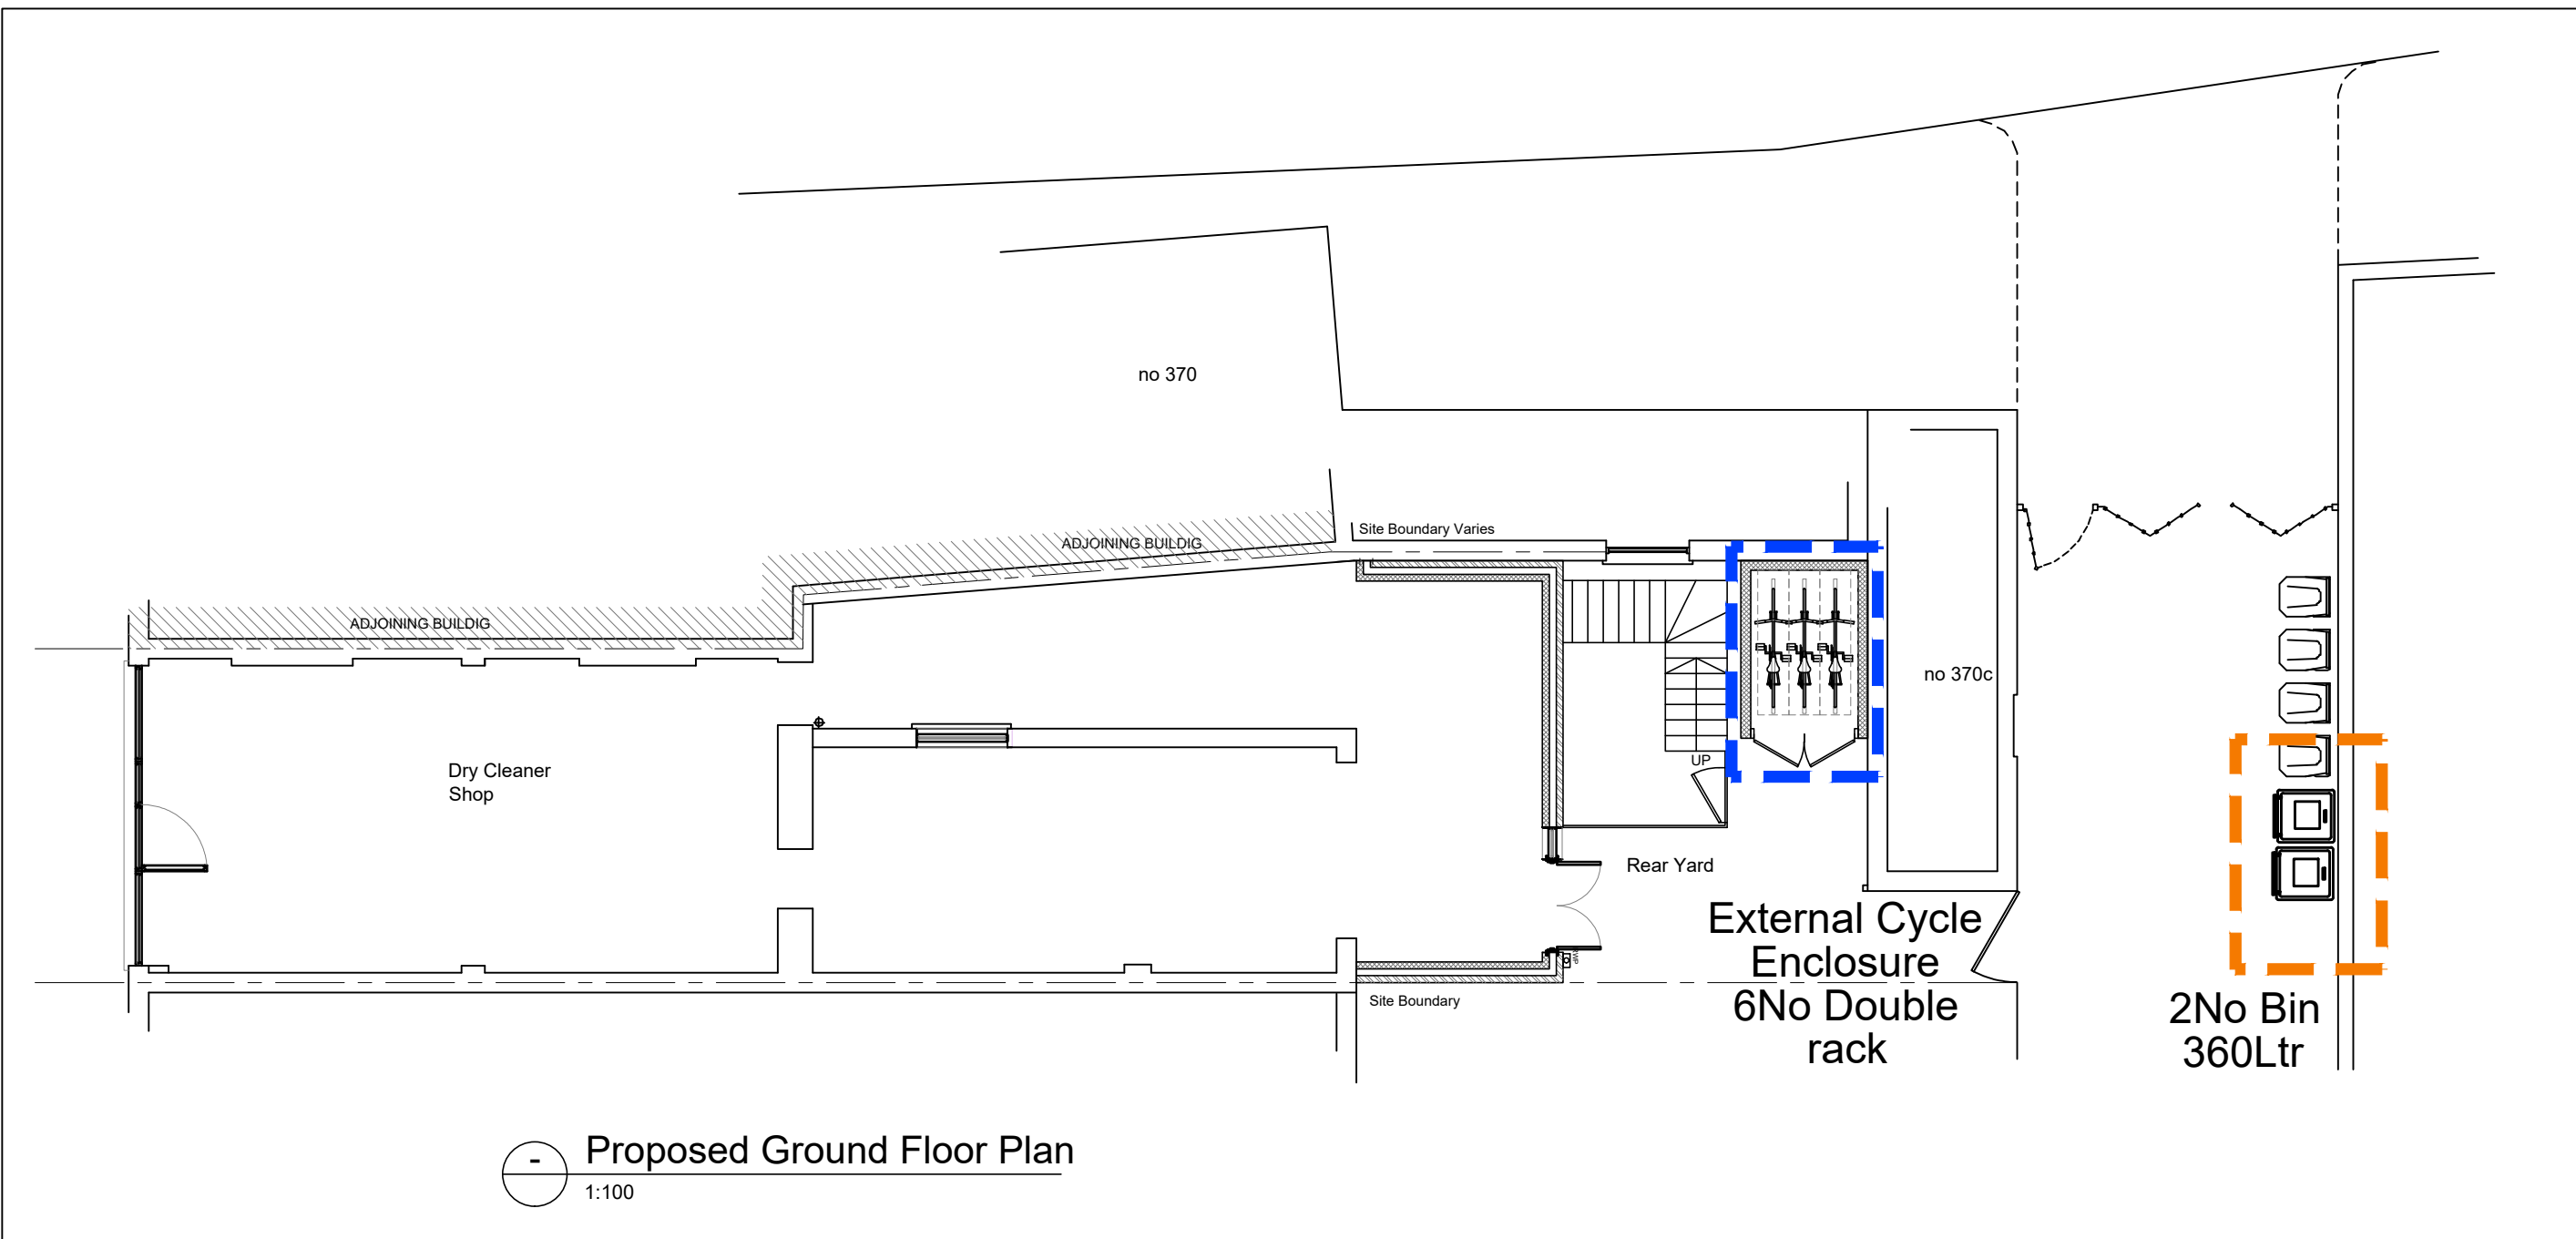 no 370
Site Boundary Varies
ADJOINING BUILDIG
ADJOINING BUILDIG
no 370c
UP
Dry Cleaner
Shop
Rear Yard
RWP
External Cycle
Enclosure
6No Double
rack
Site Boundary
2No Bin
360Ltr
-
Proposed Ground Floor Plan
1:100